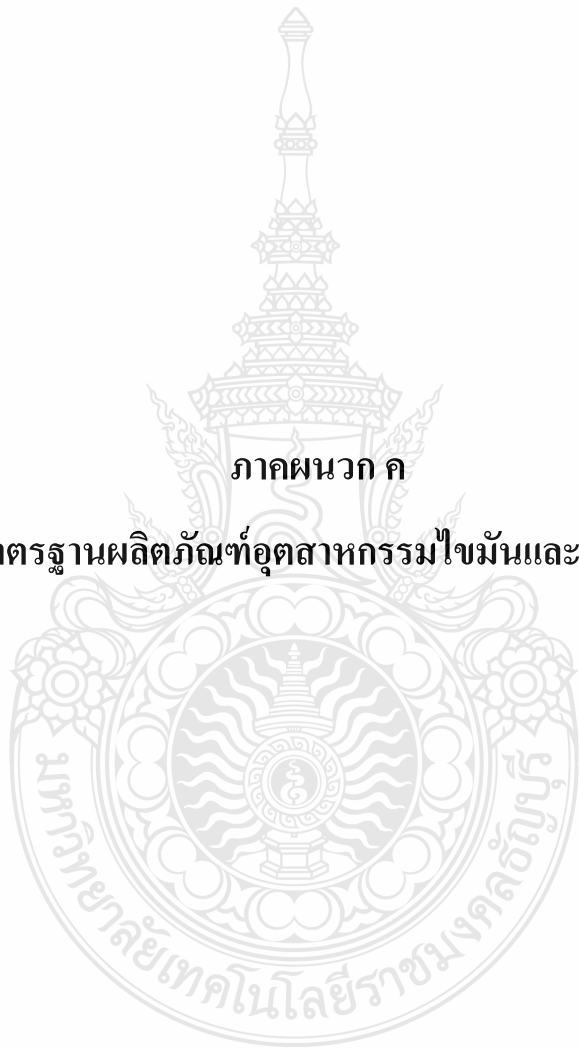 ภาคผนวก ค
ตรฐานผลิตภัณฑ์อุตสาหกรรมไขมันและ
มหาวิทยาลัยเทคโนโลยีราชมงคลธัญบุรี